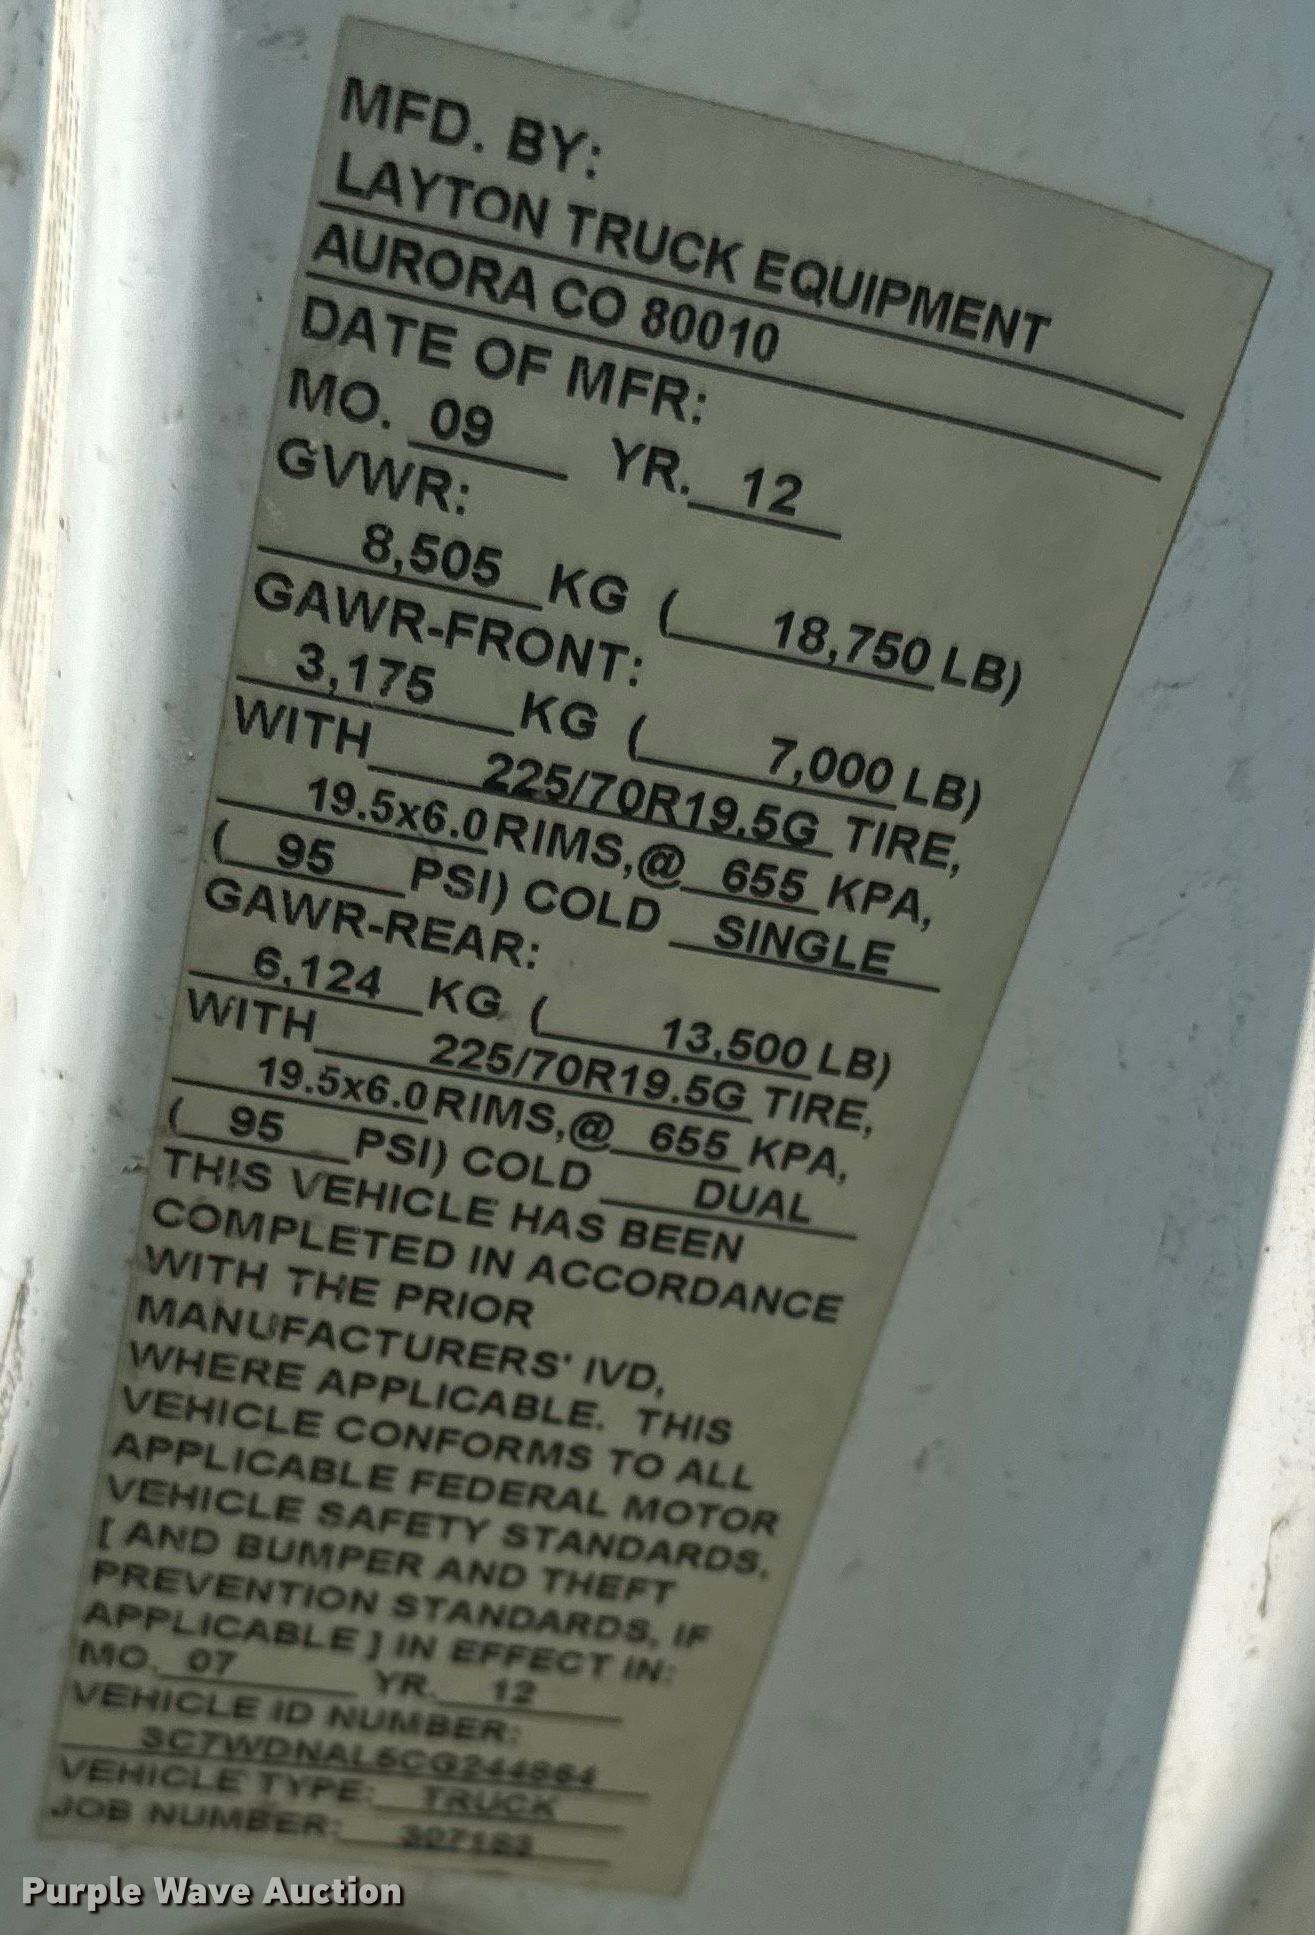 MFD. BY:
LAYTON TRUCK EQUIPMENT
AURORA CO 80010
DATE OF MFR:
MO. 09 YR. 12
GVWR:
8,505 KG ( 18,750 LB)
GAWR-FRONT:
3,175 KG ( 7,000 LB)
WITH 225/70R19.5G TIRE,
19.5x6.0 RIMS,@ 655 KPA,
( 95 PSI) COLD SINGLE
GAWR-REAR:
6,124 KG ( 13,500 LB)
WITH 225/70R19.5G TIRE,
19.5x6.0 RIMS,@ 655 KPA,
( 95 PSI) COLD DUAL
THIS VEHICLE HAS BEEN
COMPLETED IN ACCORDANCE
WITH THE PRIOR
MANUFACTURERS' IVD,
WHERE APPLICABLE. THIS
VEHICLE CONFORMS TO ALL
APPLICABLE FEDERAL MOTOR
VEHICLE SAFETY STANDARDS,
[ AND BUMPER AND THEFT
PREVENTION STANDARDS, IF
APPLICABLE ] IN EFFECT IN:
MO. 07 YR. 12
VEHICLE ID NUMBER:
VEHICLE TYPE: TRUCK
JOB NUMBER:
Purple Wave Auction